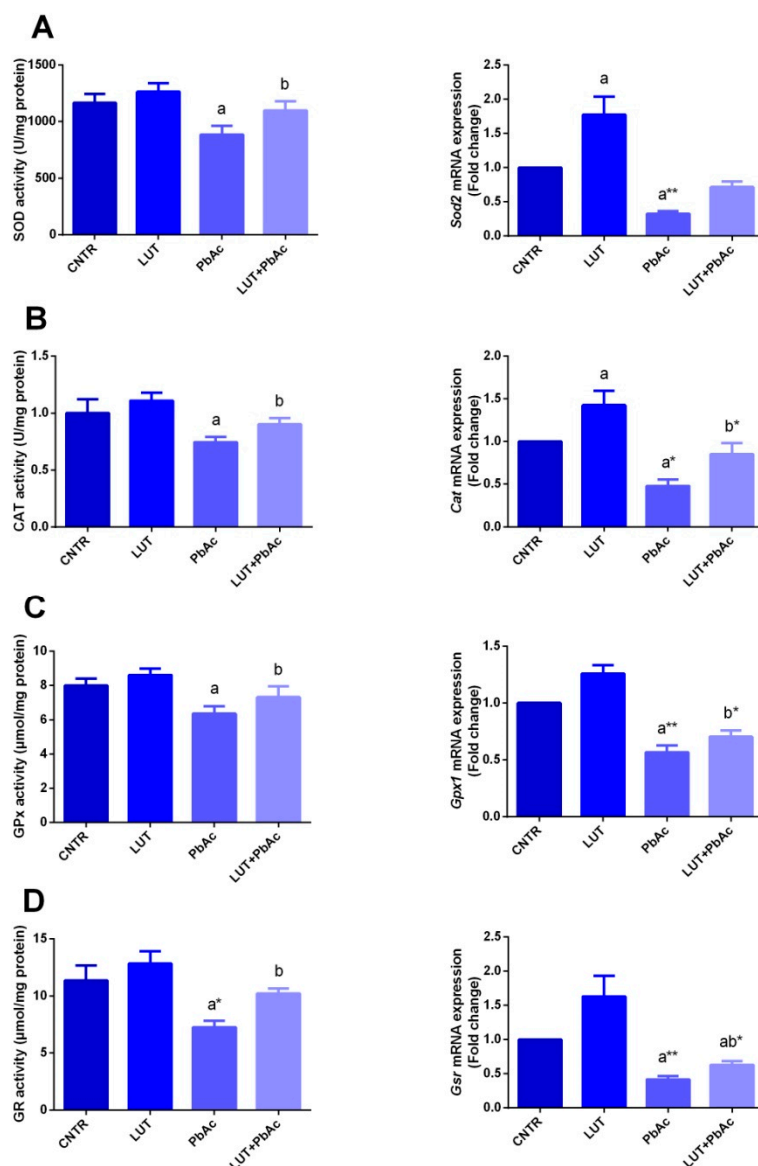 A
SOD activity (U/mg protein)
1500
1000
500
0
a
b
CNTR
LUT
PbAc
LUT+PbAc
Sod2 mRNA expression
(Fold change)
2.5
2.0
1.5
1.0
0.5
0.0
a
a**
CNTR
LUT
PbAc
LUT+PbAc
B
CAT activity (U/mg protein)
1.5
1.0
0.5
0.0
a
b
CNTR
LUT
PbAc
LUT+PbAc
Cat mRNA expression
(Fold change)
2.0
1.5
1.0
0.5
0.0
a
a*
b*
CNTR
LUT
PbAc
LUT+PbAc
C
GPx activity (µmol/mg protein)
10
8
6
4
2
0
a
b
CNTR
LUT
PbAc
LUT+PbAc
Gpx1 mRNA expression
(Fold change)
1.5
1.0
0.5
0.0
a**
b*
CNTR
LUT
PbAc
LUT+PbAc
D
GR activity (µmol/mg protein)
15
10
5
0
a*
b
CNTR
LUT
PbAc
LUT+PbAc
Gsr mRNA expression
(Fold change)
2.5
2.0
1.5
1.0
0.5
0.0
a**
ab*
CNTR
LUT
PbAc
LUT+PbAc